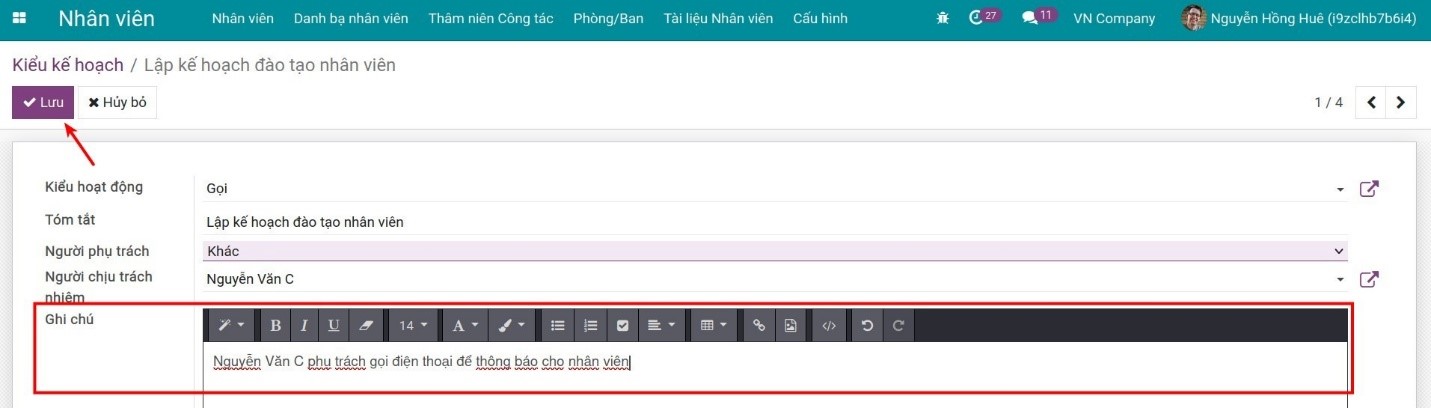 Nhân viên Nhân viên Danh bạ nhân viên Thâm niên Công tác Phòng/Ban Tài liệu Nhân viên Cấu hình 27 11 VN Company Nguyễn Hồng Huê (i9zclhb7b6i4)
Kiểu kế hoạch / Lập kế hoạch đào tạo nhân viên
Lưu Hủy bỏ 1 / 4
Kiểu hoạt động Gọi
Tóm tắt Lập kế hoạch đào tạo nhân viên
Người phụ trách Khác
Người chịu trách nhiệm Nguyễn Văn C
Ghi chú
B I U 14 A
Nguyễn Văn C phụ trách gọi điện thoại để thông báo cho nhân viên